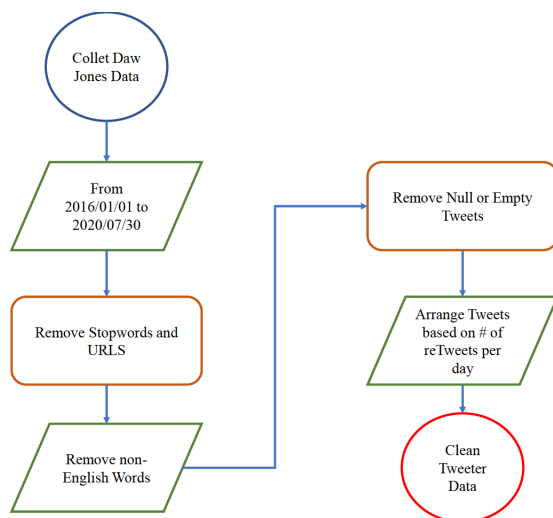 Collet Daw
Jones Data
From
2016/01/01 to
2020/07/30
Remove Stopwords and
URLS
Remove non-
English Words
Remove Null or Empty
Tweets
Arrange Tweets
based on # of
reTweets per
day
Clean
Tweeter
Data